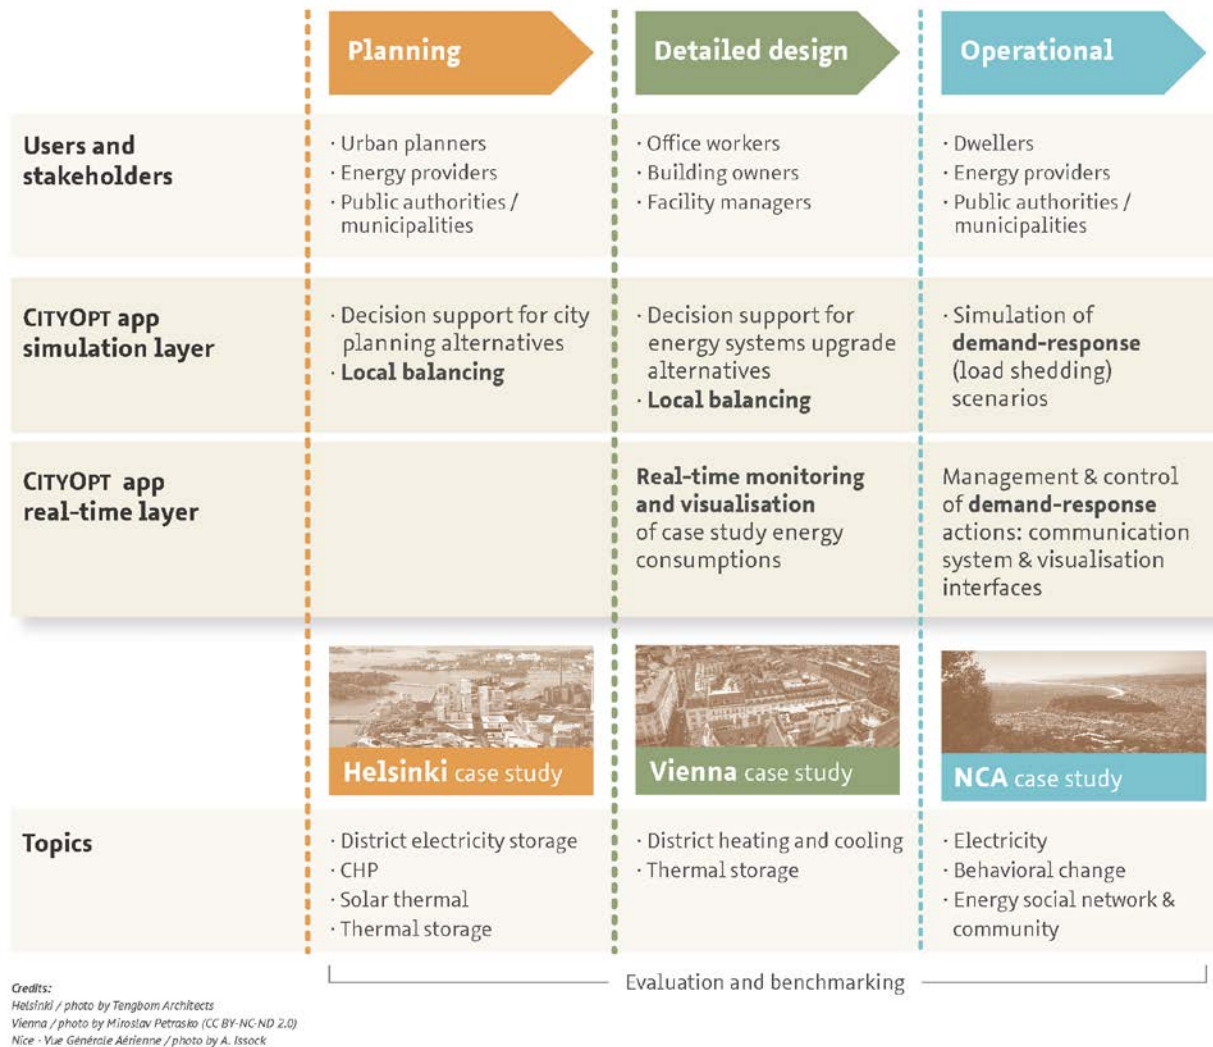 Planning
Detailed design
Operational
Users and
stakeholders
· Urban planners
· Energy providers
· Public authorities /
municipalities
· Office workers
· Building owners
· Facility managers
· Dwellers
· Energy providers
· Public authorities /
municipalities
CITYOPT app
simulation layer
· Decision support for city
planning alternatives
· Local balancing
· Decision support for
energy systems upgrade
alternatives
· Local balancing
· Simulation of
demand-response
(load shedding)
scenarios
CITYOPT app
real-time layer
Real-time monitoring
and visualisation
of case study energy
consumptions
Management & control
of demand-response
actions: communication
system & visualisation
interfaces
Helsinki case study
Vienna case study
NCA case study
Topics
· District electricity storage
· CHP
· Solar thermal
· Thermal storage
· District heating and cooling
· Thermal storage
· Electricity
· Behavioral change
· Energy social network &
community
Evaluation and benchmarking
Credits:
Helsinki / photo by Tengbom Architects
Vienna / photo by Miroslav Petrasko (CC BY-NC-ND 2.0)
Nice - Vue Générale Aérienne / photo by A. Issock